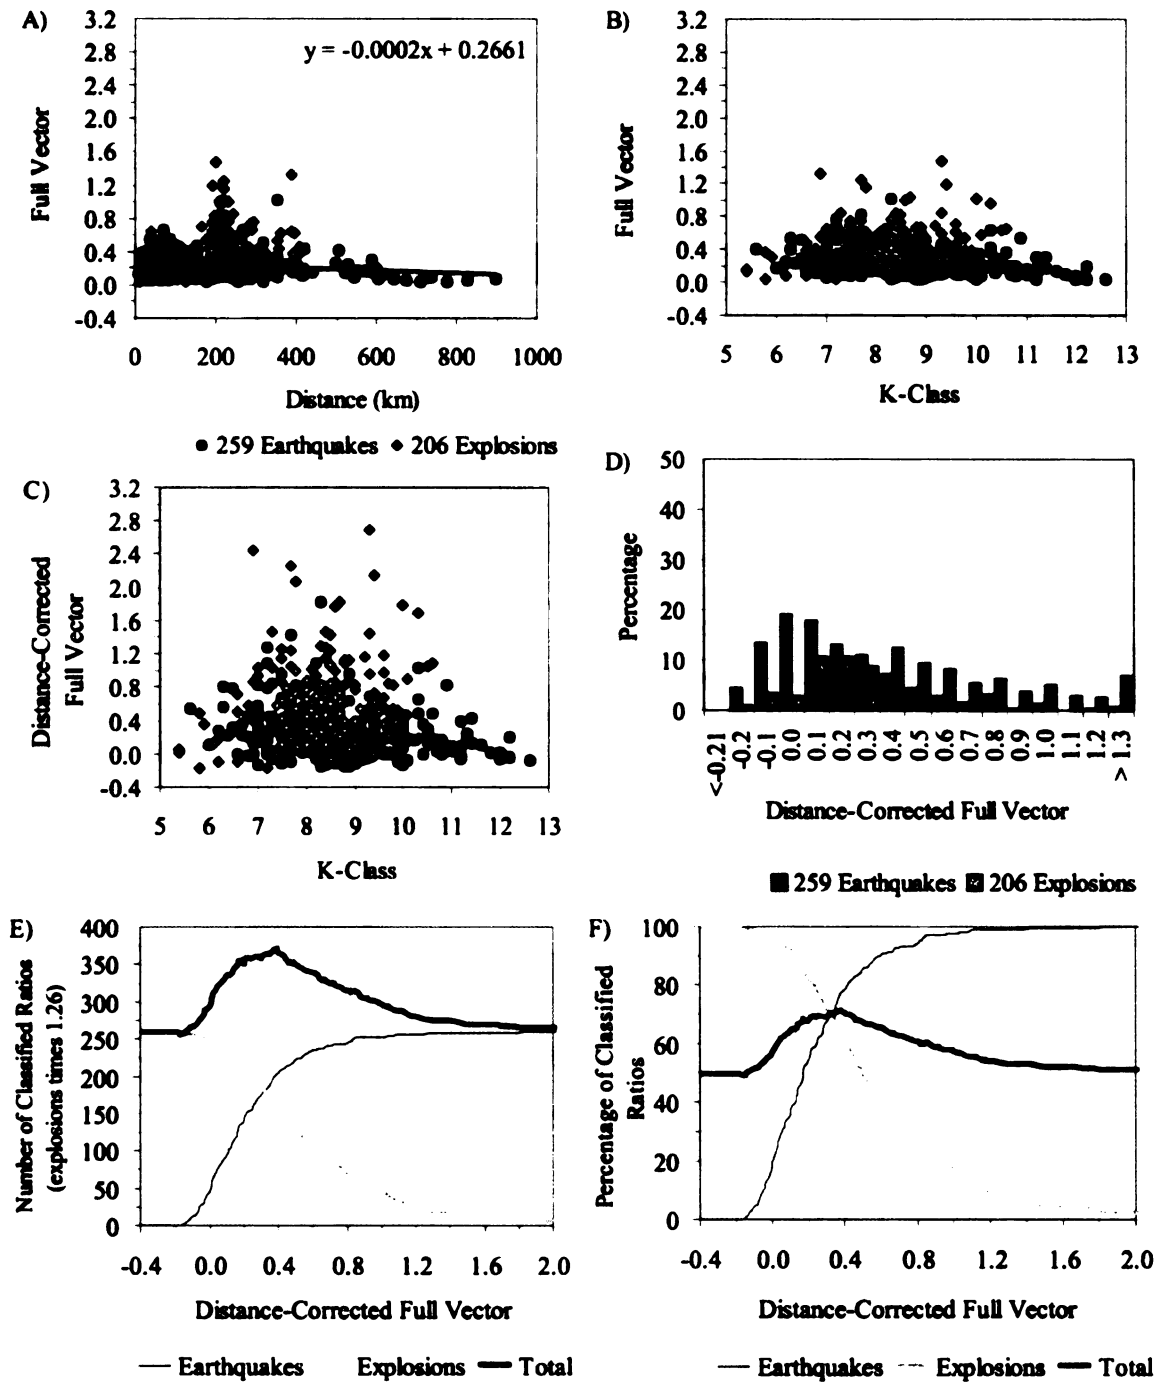 A)
3.2
2.8
2.4
2.0
1.6
1.2
0.8
0.4
0.0
-0.4
Full Vector
y = -0.0002x + 0.2661
0 200 400 600 800 1000
Distance (km)
B)
3.2
2.8
2.4
2.0
1.6
1.2
0.8
0.4
0.0
-0.4
Full Vector
5 6 7 8 9 10 11 12 13
K-Class
259 Earthquakes 206 Explosions
C)
3.2
2.8
2.4
2.0
1.6
1.2
0.8
0.4
0.0
-0.4
Distance-Corrected
Full Vector
5 6 7 8 9 10 11 12 13
K-Class
D)
50
40
30
20
10
0
Percentage
<-0.21 -0.2 -0.1 0.0 0.1 0.2 0.3 0.4 0.5 0.6 0.7 0.8 0.9 1.0 1.1 1.2 > 1.3
Distance-Corrected Full Vector
259 Earthquakes 206 Explosions
E)
400
350
300
250
200
150
100
50
0
Number of Classified Ratios
(explosions times 1.26)
-0.4 0.0 0.4 0.8 1.2 1.6 2.0
Distance-Corrected Full Vector
Earthquakes Explosions Total
F)
100
80
60
40
20
0
Percentage of Classified
Ratios
-0.4 0.0 0.4 0.8 1.2 1.6 2.0
Distance-Corrected Full Vector
Earthquakes Explosions Total